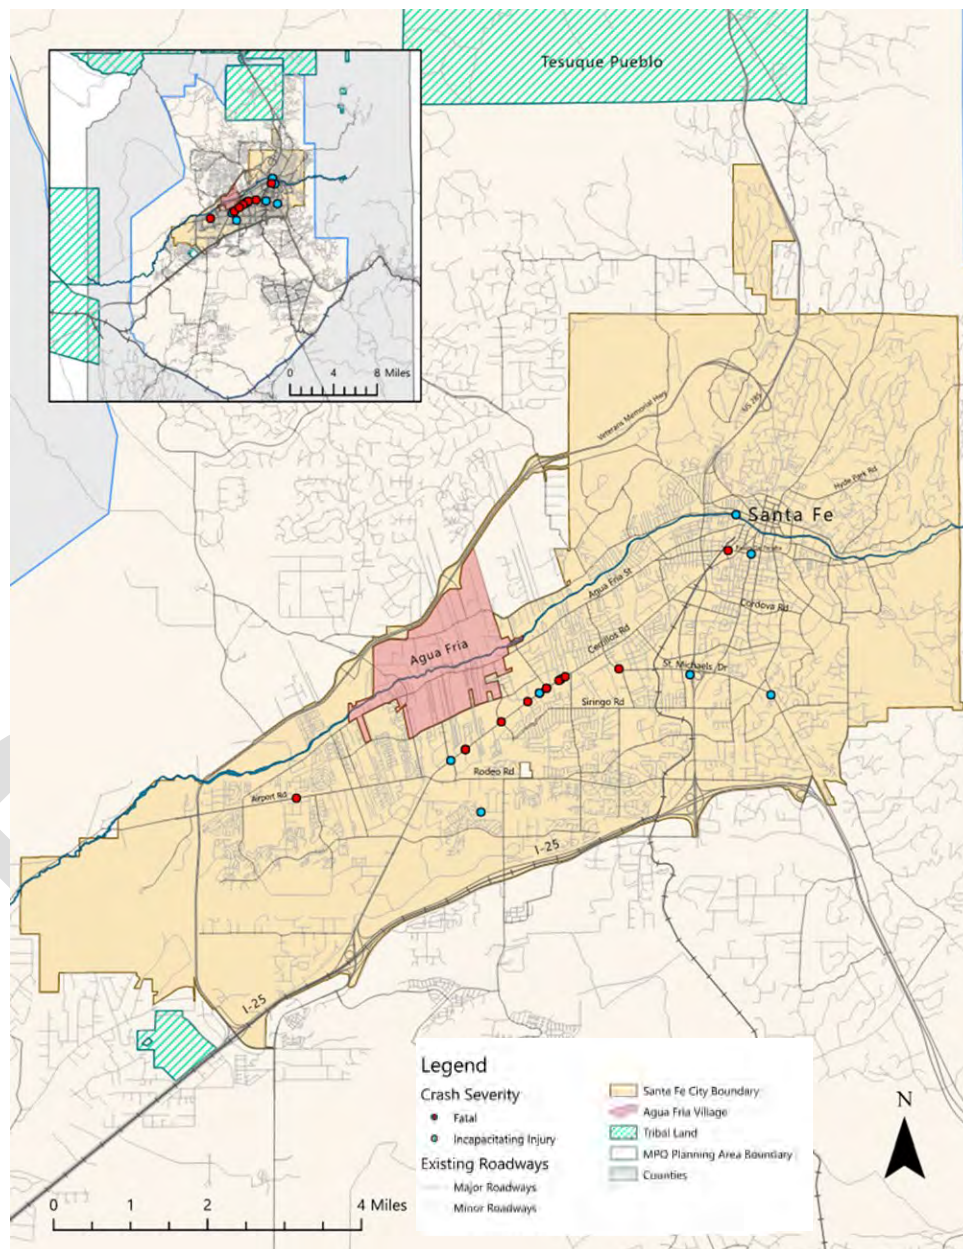 Tesuque Pueblo
0 4 8 Miles
Veterans Memorial Hwy
US 285
Hyde Park Rd
Santa Fe
Agua Fria St
Cordova Rd
Cerrillos Rd
Agua Fria
St. Michaels Dr
Siringo Rd
Rodeo Rd
Airport Rd
I-25
I-25
Legend
Crash Severity
Fatal
Incapacitating Injury
Existing Roadways
Major Roadways
Minor Roadways
Santa Fe City Boundary
Agua Fria Village
Tribal Land
MPO Planning Area Boundary
Counties
N
0 1 2 4 Miles